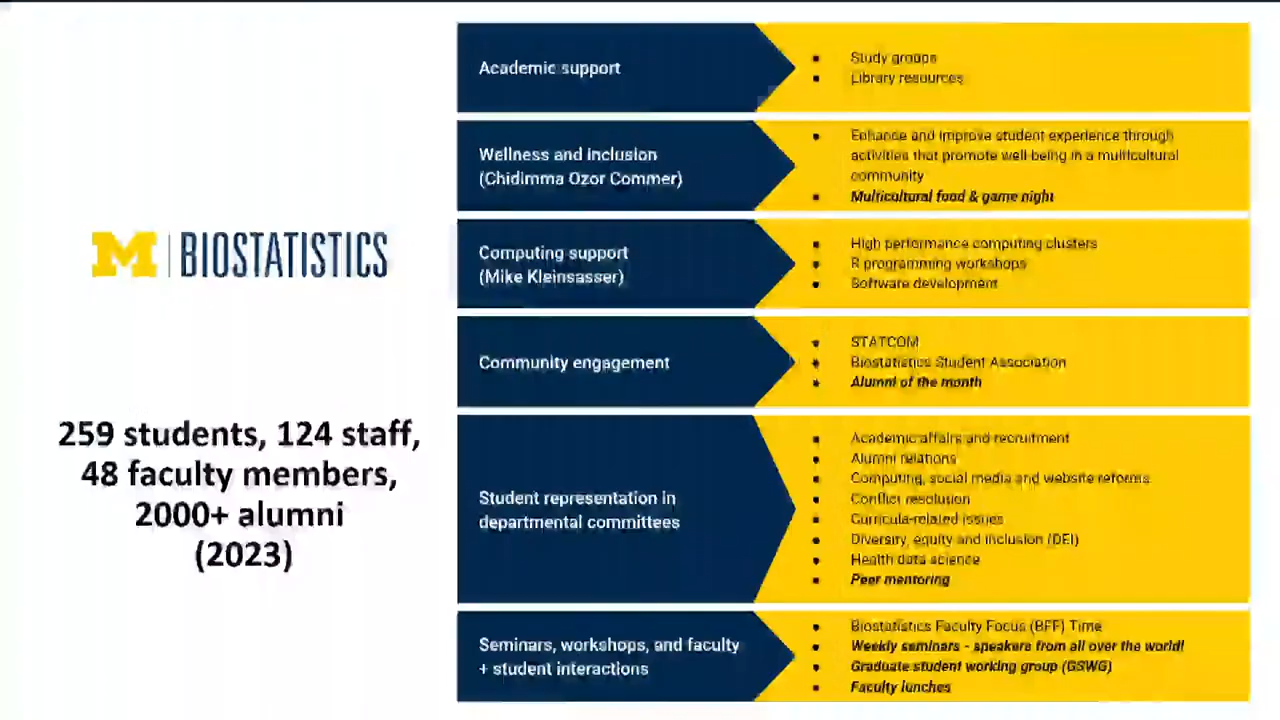 M | BIOSTATISTICS
259 students, 124 staff,
48 faculty members,
2000+ alumni
(2023)
Academic support
• Study groups
• Library resources
Wellness and inclusion
(Chidimma Ozor Commer)
• Enhance and improve student experience through
activities that promote well-being in a multicultural
community
• Multicultural food & game night
Computing support
(Mike Kleinsasser)
• High performance computing clusters
• R programming workshops
• Software development
Community engagement
• STATCOM
• Biostatistics Student Association
• Alumni of the month
Student representation in
departmental committees
• Academic affairs and recruitment
• Alumni relations
• Computing, social media and website reforms
• Conflict resolution
• Curricula-related issues
• Diversity, equity and inclusion (DEI)
• Health data science
• Peer mentoring
Seminars, workshops, and faculty
+ student interactions
• Biostatistics Faculty Focus (BFF) Time
• Weekly seminars - speakers from all over the world!
• Graduate student working group (GSWG)
• Faculty lunches